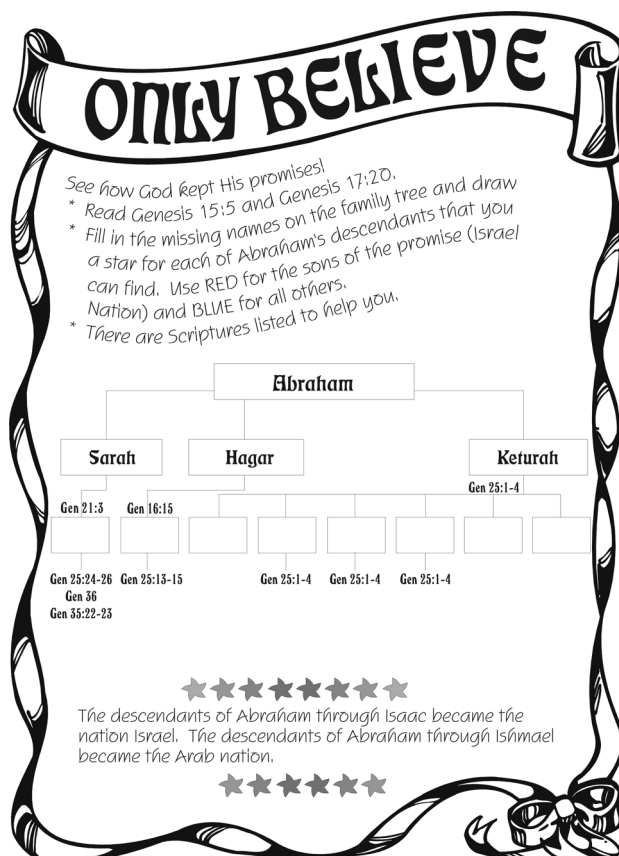 ONLY BELIEVE
See how God kept His promises!
* Read Genesis 15:5 and Genesis 17:20.
* Fill in the missing names on the family tree and draw
a star for each of Abraham's descendants that you
can find. Use RED for the sons of the promise (Israel
Nation) and BLUE for all others.
* There are Scriptures listed to help you.
Abraham
Sarah Hagar Keturah
Gen 25:1-4
Gen 21:3 Gen 16:15
Gen 25:24-26 Gen 25:13-15 Gen 25:1-4 Gen 25:1-4 Gen 25:1-4
Gen 36
Gen 35:22-23
The descendants of Abraham through Isaac became the
nation Israel. The descendants of Abraham through Ishmael
became the Arab nation.